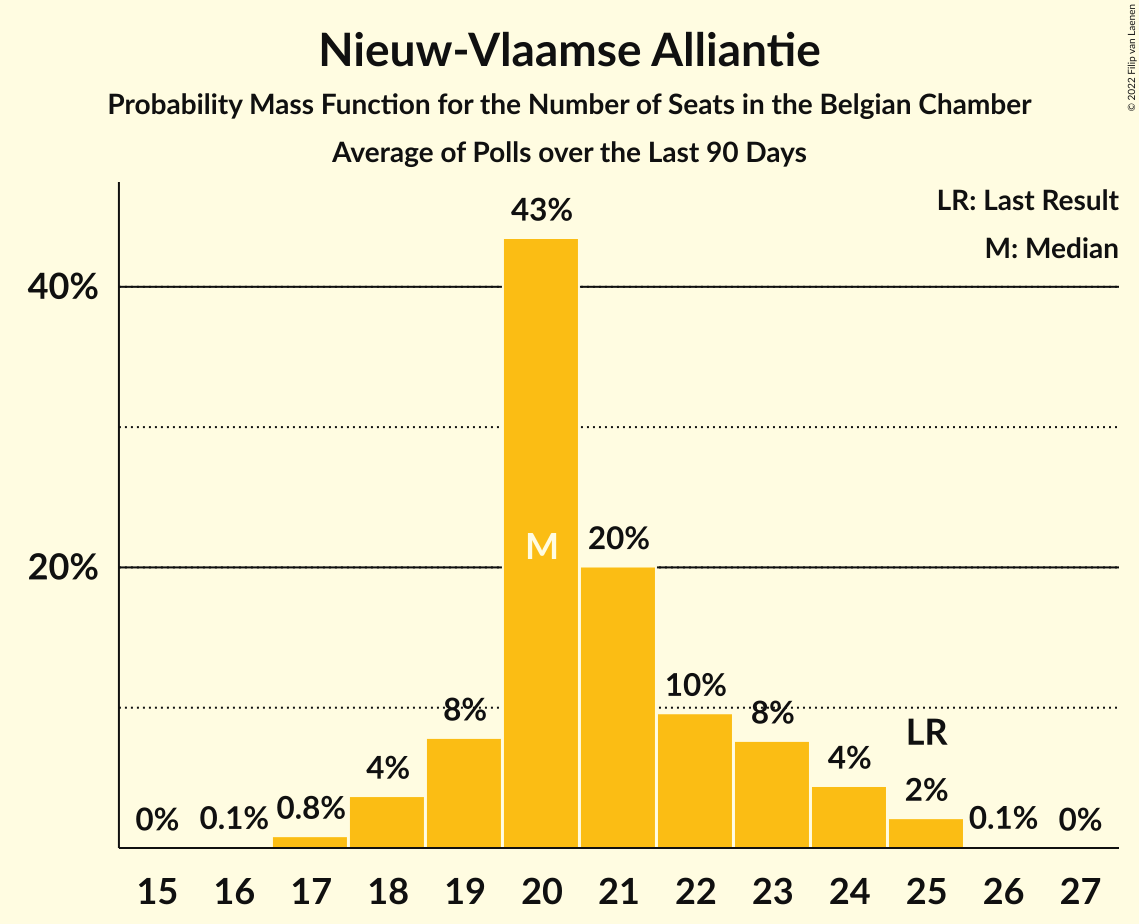 Nieuw-Vlaamse Alliantie
Probability Mass Function for the Number of Seats in the Belgian Chamber
Average of Polls over the Last 90 Days
© 2022 Filip van Laenen
LR: Last Result
M: Median
43%
40%
M
20%
20%
10%
8%
8%
LR
4%
4%
2%
0%
0.1%
0.8%
0.1%
0%
15 16 17 18 19 20 21 22 23 24 25 26 27